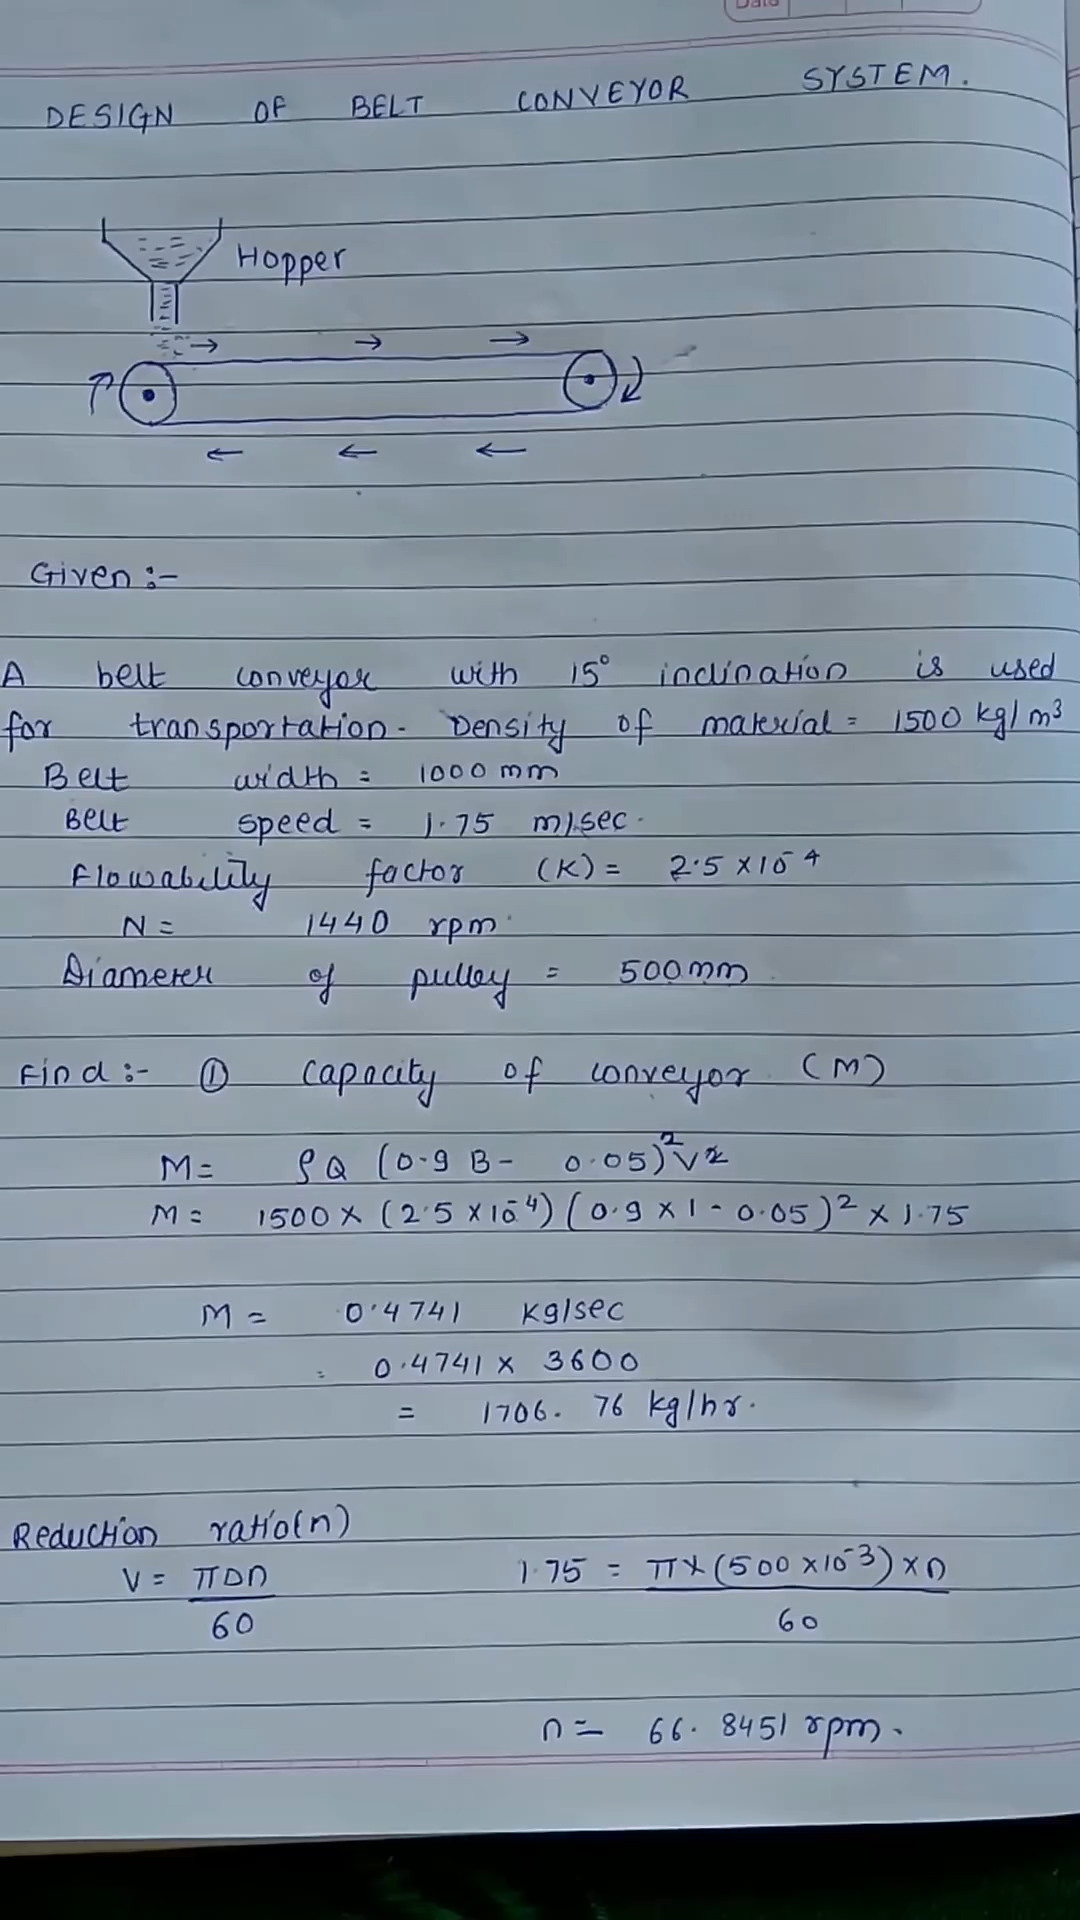 Data
DESIGN OF BELT CONVEYOR SYSTEM.
Hopper
Given :-
A belt conveyor with 15° inclination is used
for transportation. Density of material = 1500 kg/m³
Belt width = 1000 mm
Belt speed = 1.75 m/sec.
Flowability factor (K) = 2.5 × 10⁻⁴
N = 1440 rpm.
Diameter of pulley = 500 mm
Find :- ① Capacity of conveyor (M)
M = ρQ (0.9 B - 0.05)² V
M = 1500 × (2.5 × 10⁻⁴) (0.9 × 1 - 0.05)² × 1.75
M = 0.4741 kg/sec
= 0.4741 × 3600
= 1706.76 kg/hr.
Reduction ratio(n)
V = πDn / 60 1.75 = π × (500 × 10⁻³) × n / 60
n = 66.8451 rpm.